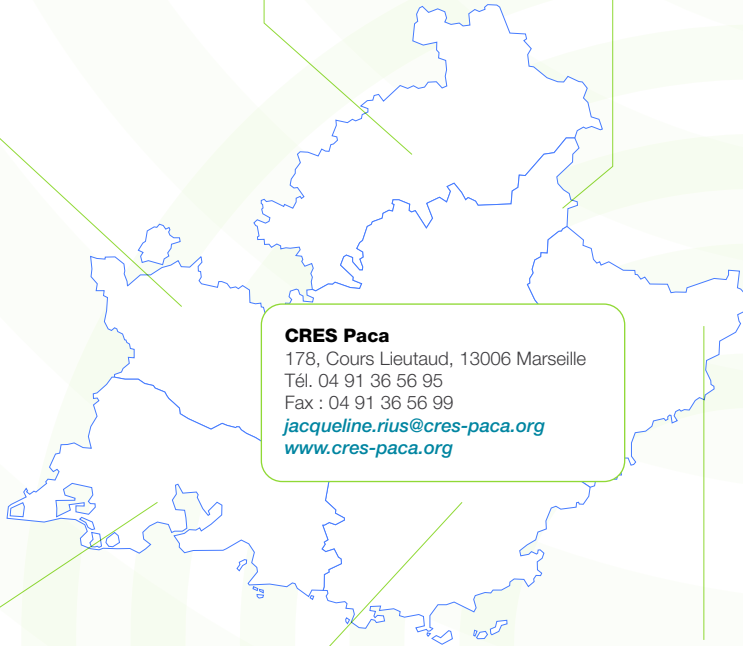 CRES Paca
178, Cours Lieutaud, 13006 Marseille
Tél. 04 91 36 56 95
Fax : 04 91 36 56 99
jacqueline.rius@cres-paca.org
www.cres-paca.org